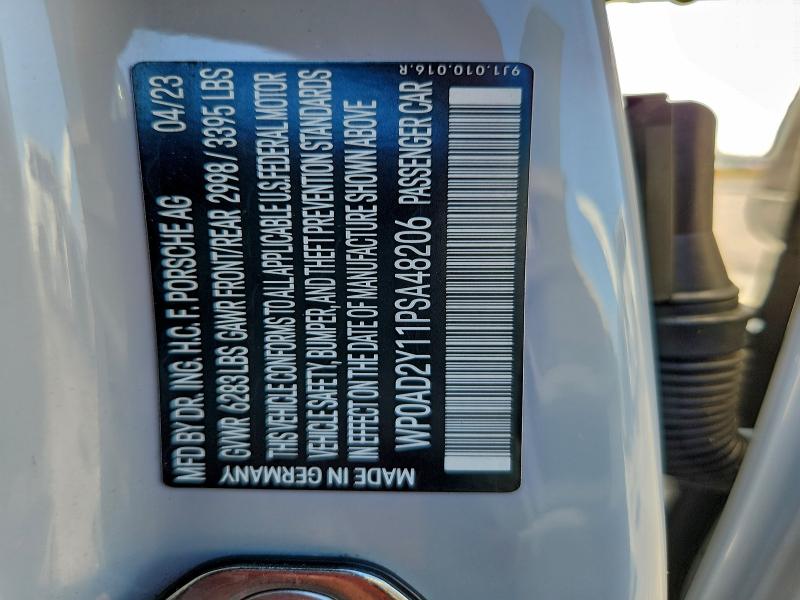 MFD BY DR. ING. H.C. F. PORSCHE AG 04/23
GVWR 6283 LBS GAWR FRONT/REAR 2998 / 3395 LBS
THIS VEHICLE CONFORMS TO ALL APPLICABLE U.S FEDERAL MOTOR
VEHICLE SAFETY, BUMPER, AND THEFT PREVENTION STANDARDS
IN EFFECT ON THE DATE OF MANUFACTURE SHOWN ABOVE
WP0AD2Y11PSA48206 PASSENGER CAR
MADE IN GERMANY
9J1.010.016.R